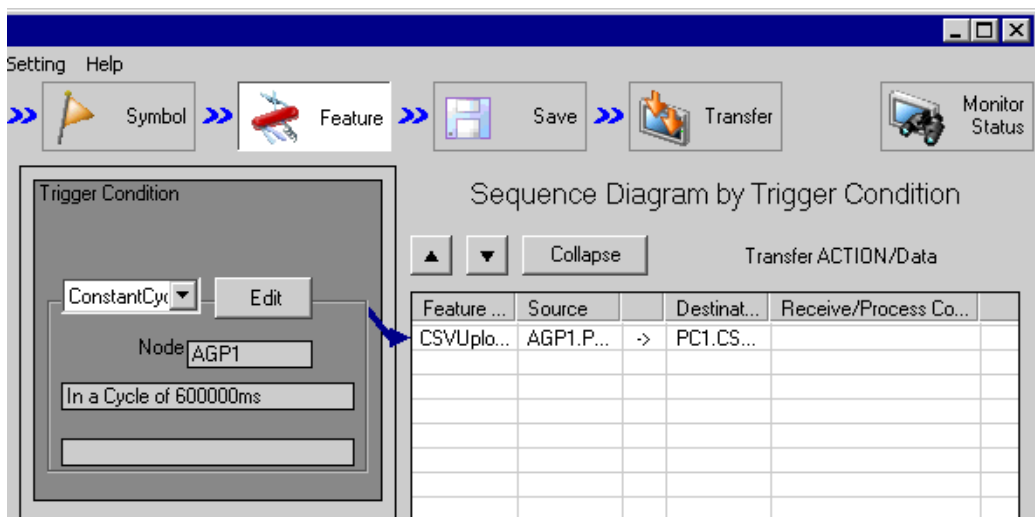 Setting Help
Symbol
Feature
Save
Transfer
Monitor
Status
Trigger Condition
Sequence Diagram by Trigger Condition
Collapse
Transfer ACTION/Data
ConstantCyc
Edit
Feature ... Source Destinat... Receive/Process Co...
CSVUplo... AGP1.P... -> PC1.CS...
Node AGP1
In a Cycle of 600000ms